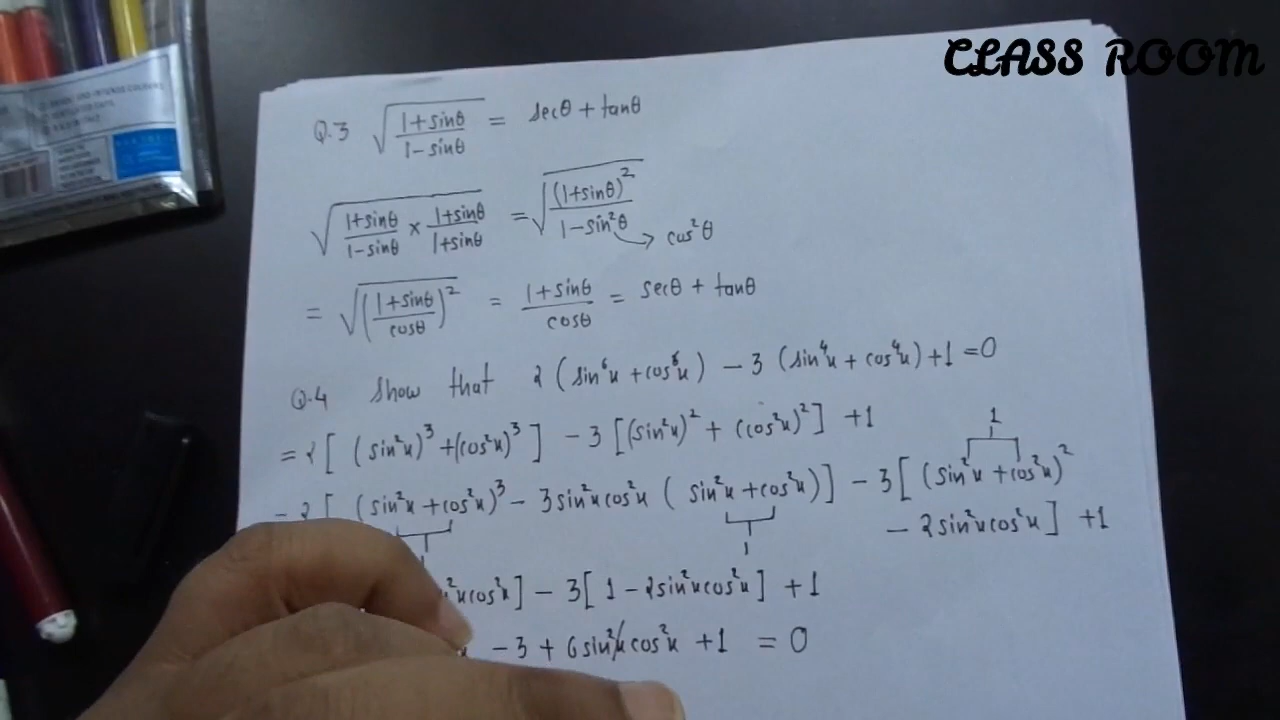 CLASS ROOM
Q.3 √((1+sinθ)/(1-sinθ)) = secθ + tanθ
√((1+sinθ)/(1-sinθ) × (1+sinθ)/(1+sinθ)) = √((1+sinθ)²/(1-sin²θ)) → cos²θ
= √(((1+sinθ)/cosθ)²) = (1+sinθ)/cosθ = secθ + tanθ
Q.4 Show that 2(sin⁶x + cos⁶x) - 3(sin⁴x + cos⁴x) + 1 = 0
= 2[(sin²x)³ + (cos²x)³] - 3[(sin²x)² + (cos²x)²] + 1
1
= 2[(sin²x + cos²x)³ - 3sin²xcos²x (sin²x + cos²x)] - 3[(sin²x + cos²x)²
- 2sin²xcos²x] + 1
1
xcos²x] - 3[1 - 2sin²xcos²x] + 1
- 3 + 6sin²xcos²x + 1 = 0